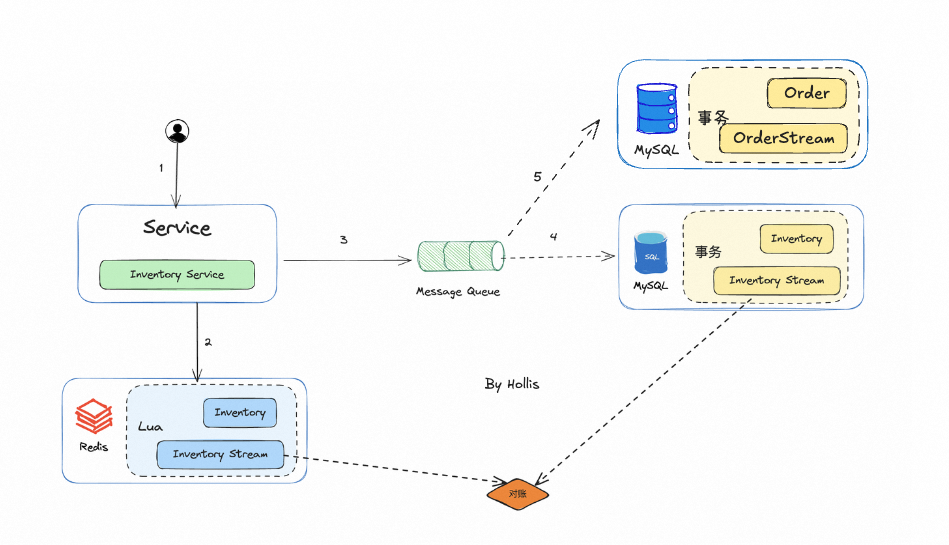 1
Service
Inventory Service
2
Redis
Lua
Inventory
Inventory Stream
3
Message Queue
5
4
MySQL
事务
Order
OrderStream
SQL
MySQL
事务
Inventory
Inventory Stream
By Hollis
对账